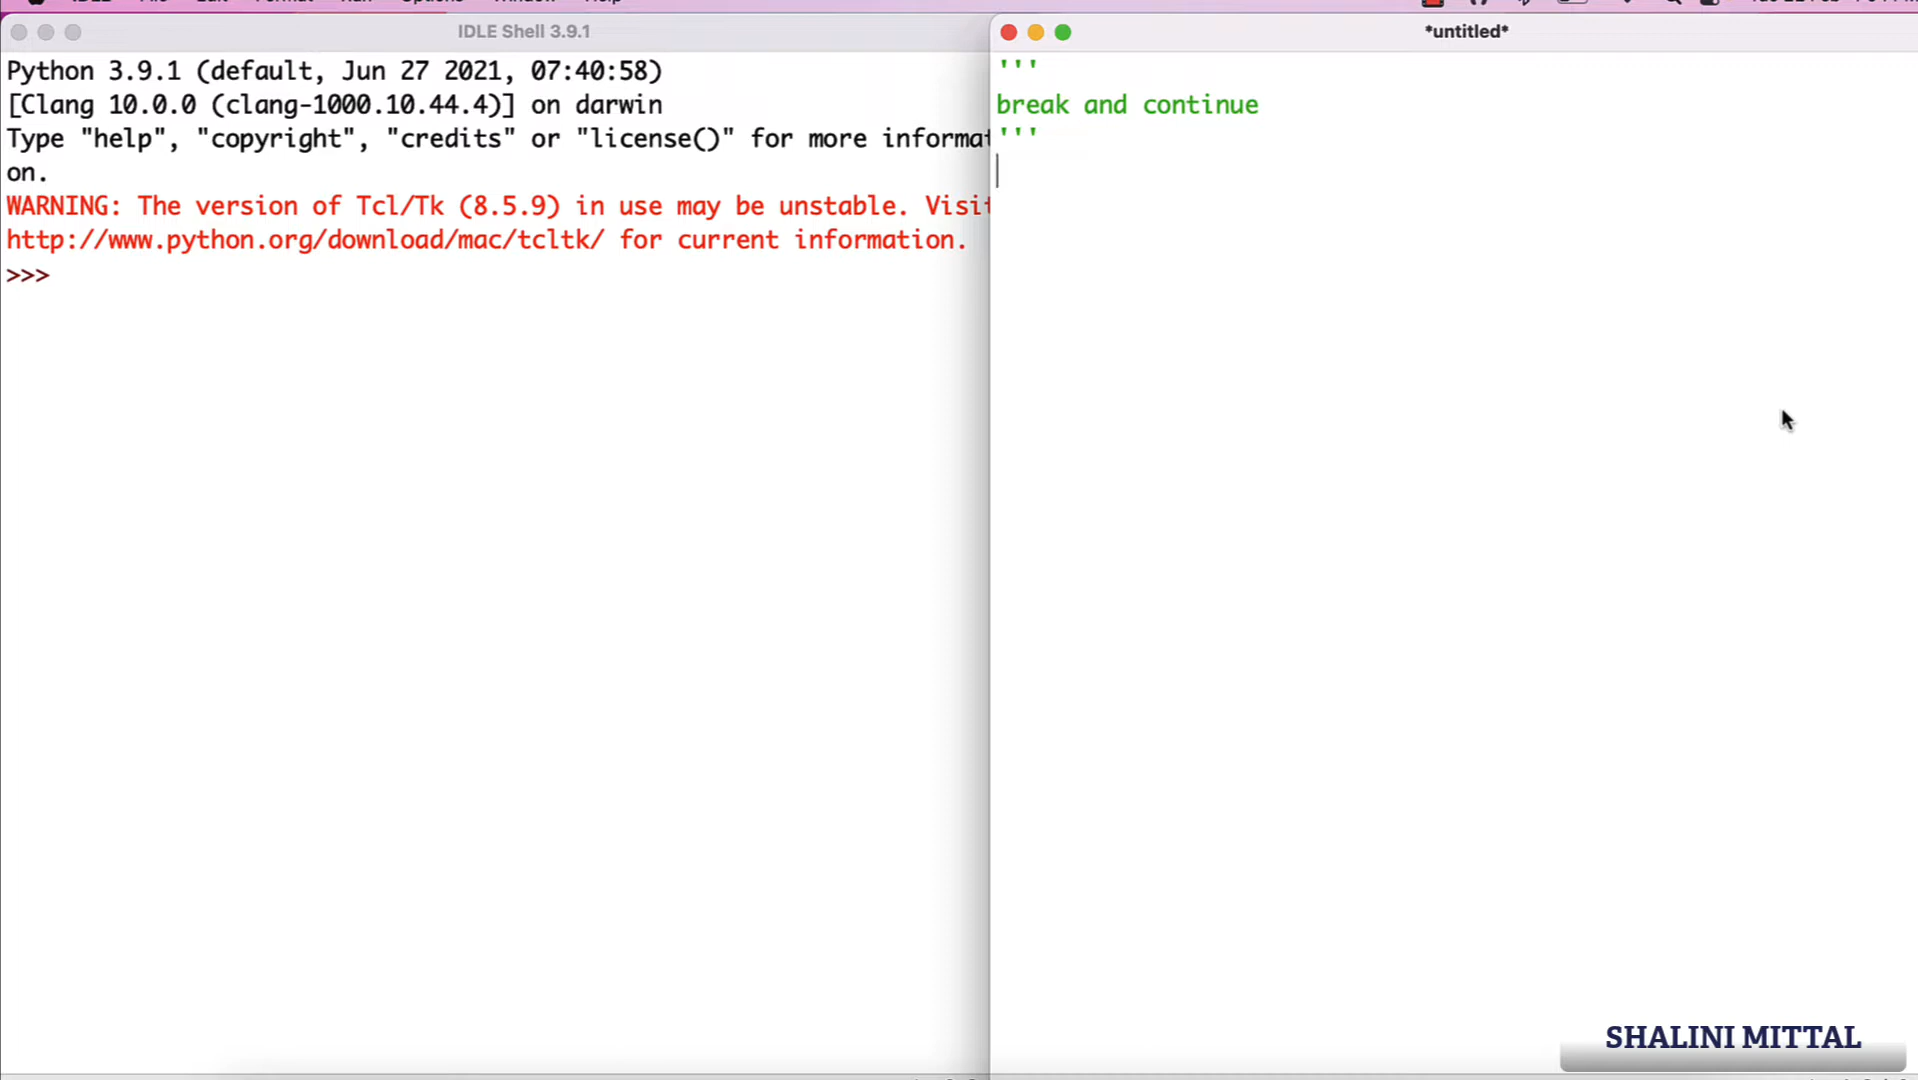 IDLE Shell 3.9.1
Python 3.9.1 (default, Jun 27 2021, 07:40:58)
[Clang 10.0.0 (clang-1000.10.44.4)] on darwin
Type "help", "copyright", "credits" or "license()" for more informat
on.
WARNING: The version of Tcl/Tk (8.5.9) in use may be unstable. Visit
http://www.python.org/download/mac/tcltk/ for current information.
>>>
*untitled*
'''
break and continue
'''
SHALINI MITTAL